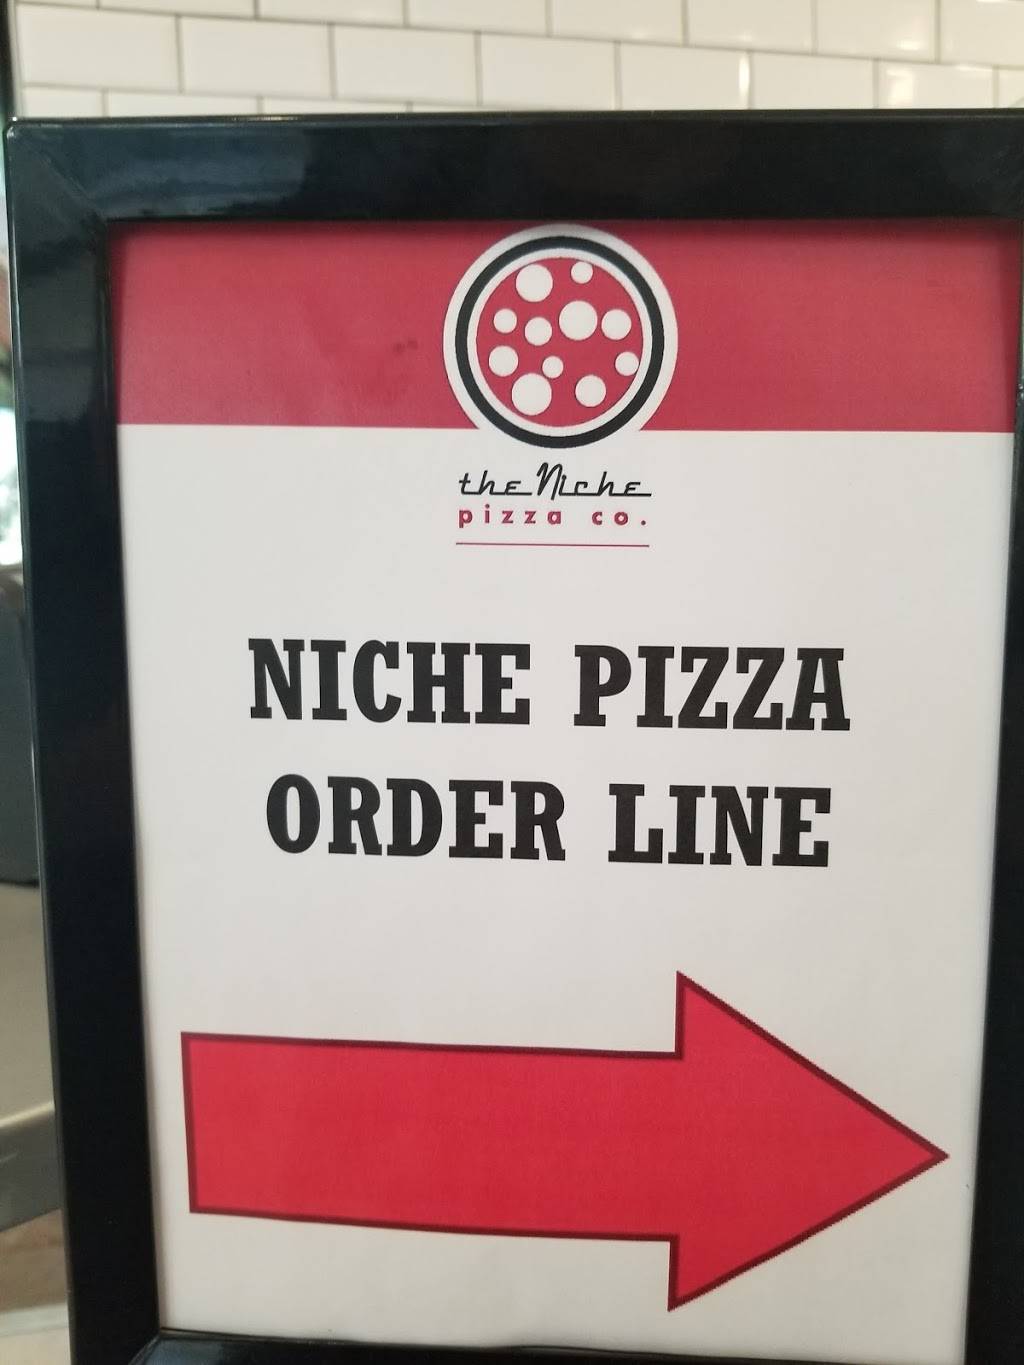 the Niche
pizza co.
NICHE PIZZA
ORDER LINE